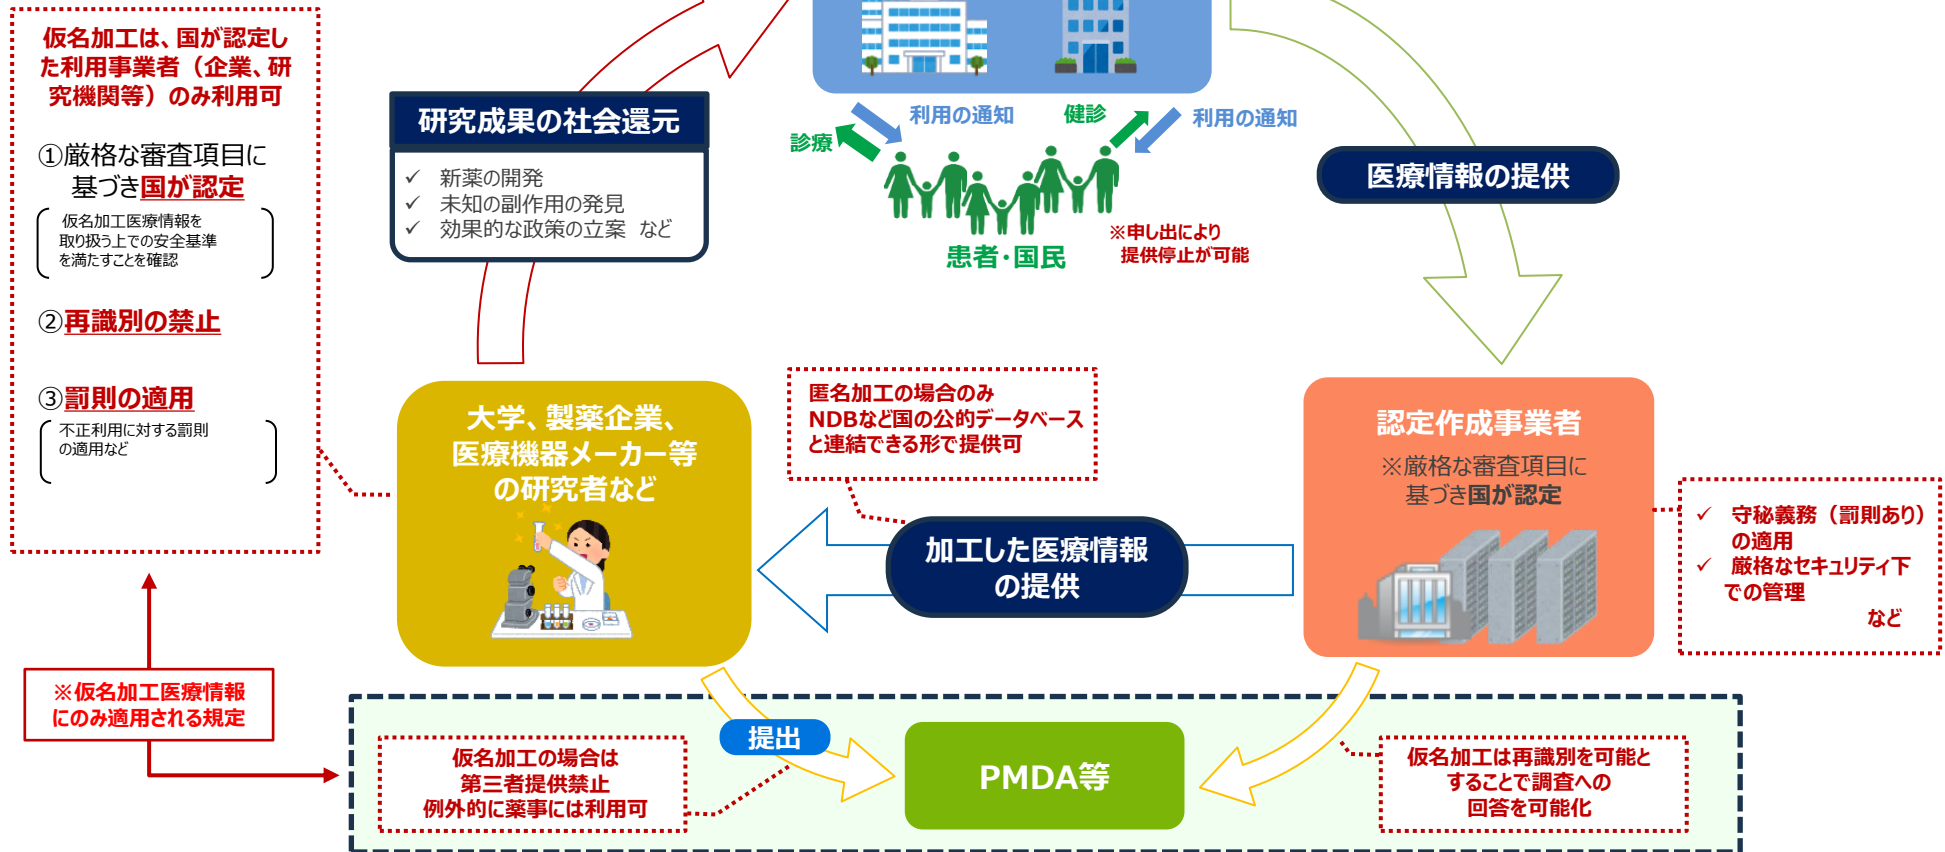 仮名加工は、国が認定し
た利用事業者（企業、研
究機関等）のみ利用可
①厳格な審査項目に
基づき国が認定
仮名加工医療情報を
取り扱う上での安全基準
を満たすことを確認
②再識別の禁止
③罰則の適用
不正利用に対する罰則
の適用など
※仮名加工医療情報
にのみ適用される規定
研究成果の社会還元
✓ 新薬の開発
✓ 未知の副作用の発見
✓ 効果的な政策の立案 など
利用の通知
診療
健診
利用の通知
患者・国民
※申し出により
提供停止が可能
医療情報の提供
大学、製薬企業、
医療機器メーカー等
の研究者など
匿名加工の場合のみ
NDBなど国の公的データベース
と連結できる形で提供可
加工した医療情報
の提供
認定作成事業者
※厳格な審査項目に
基づき国が認定
✓ 守秘義務（罰則あり）
の適用
✓ 厳格なセキュリティ下
での管理
など
提出
仮名加工の場合は
第三者提供禁止
例外的に薬事には利用可
PMDA等
仮名加工は再識別を可能と
することで調査への
回答を可能化